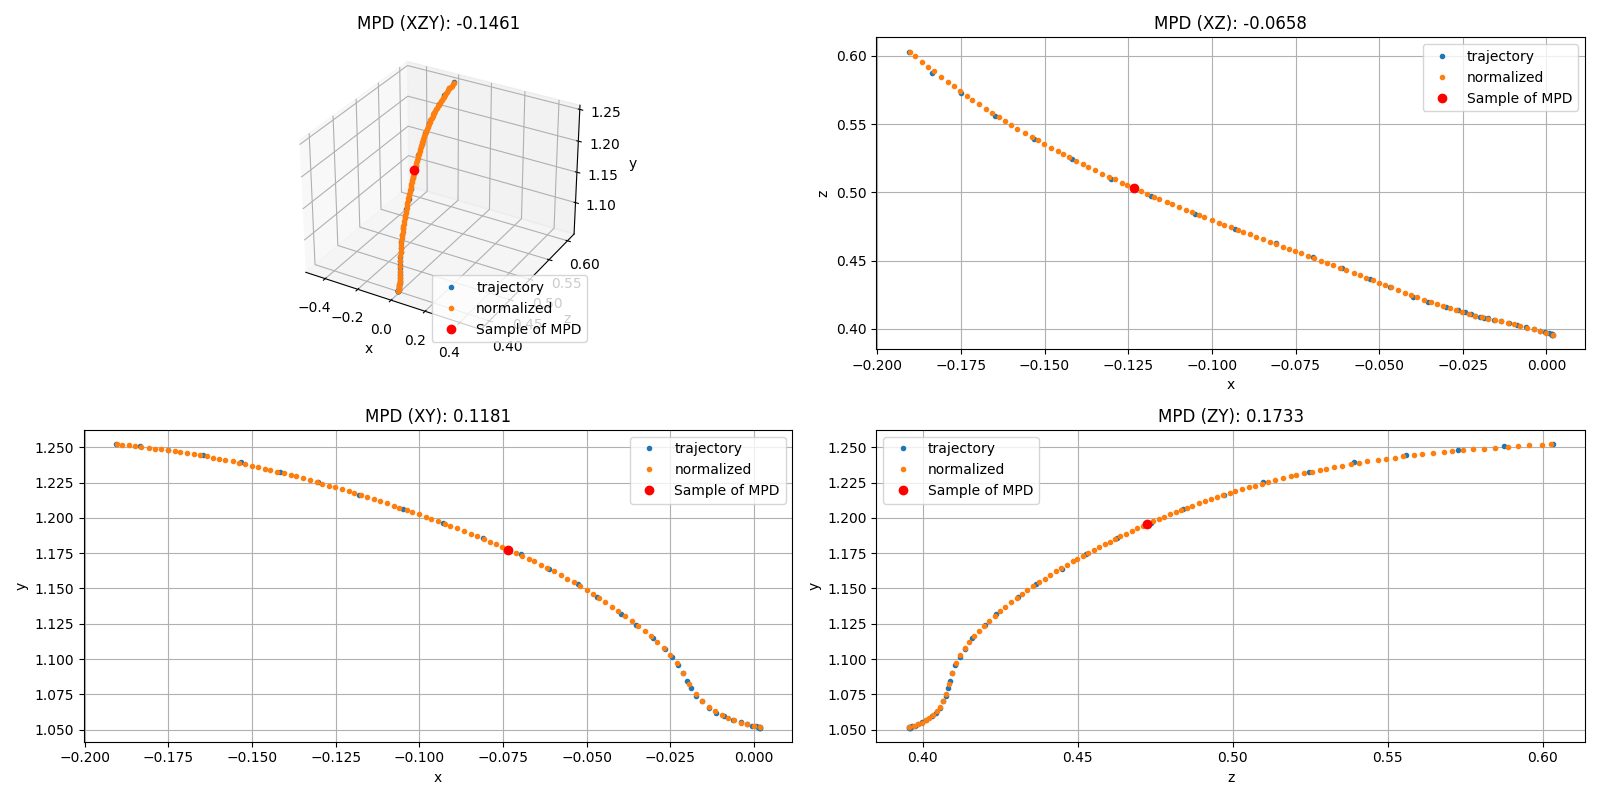 MPD (XZY): -0.1461
1.25
1.20
y
1.15
1.10
0.60
0.55
0.50
z
0.45
0.40
−0.4
−0.2
0.0
0.2
0.4
x
trajectory
normalized
Sample of MPD
MPD (XZ): -0.0658
0.60
0.55
0.50
0.45
0.40
z
trajectory
normalized
Sample of MPD
−0.200
−0.175
−0.150
−0.125
−0.100
−0.075
−0.050
−0.025
0.000
x
MPD (XY): 0.1181
1.250
1.225
1.200
1.175
1.150
1.125
1.100
1.075
1.050
y
trajectory
normalized
Sample of MPD
−0.200
−0.175
−0.150
−0.125
−0.100
−0.075
−0.050
−0.025
0.000
x
MPD (ZY): 0.1733
1.250
1.225
1.200
1.175
1.150
1.125
1.100
1.075
1.050
y
trajectory
normalized
Sample of MPD
0.40
0.45
0.50
0.55
0.60
z